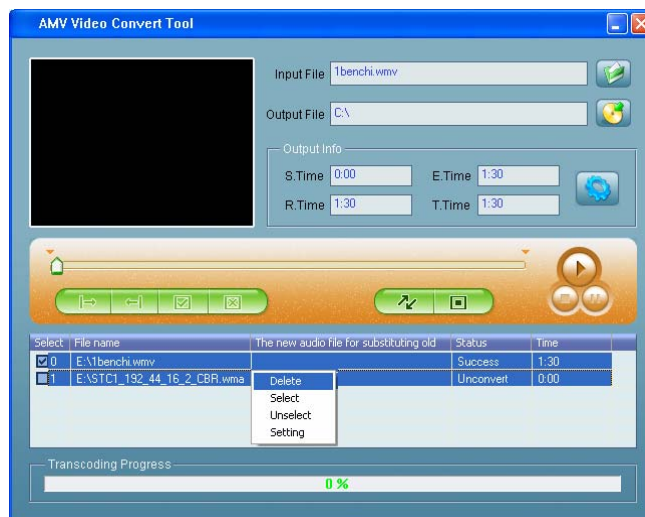 AMV Video Convert Tool
Input File 1benchi.wmv
Output File C:\
Output Info
S.Time 0:00 E.Time 1:30
R.Time 1:30 T.Time 1:30
Select File name The new audio file for substituting old Status Time
0 E:\1benchi.wmv Success 1:30
1 E:\STC1_192_44_16_2_CBR.wma Unconvert 0:00
Delete
Select
Unselect
Setting
Transcoding Progress
0 %